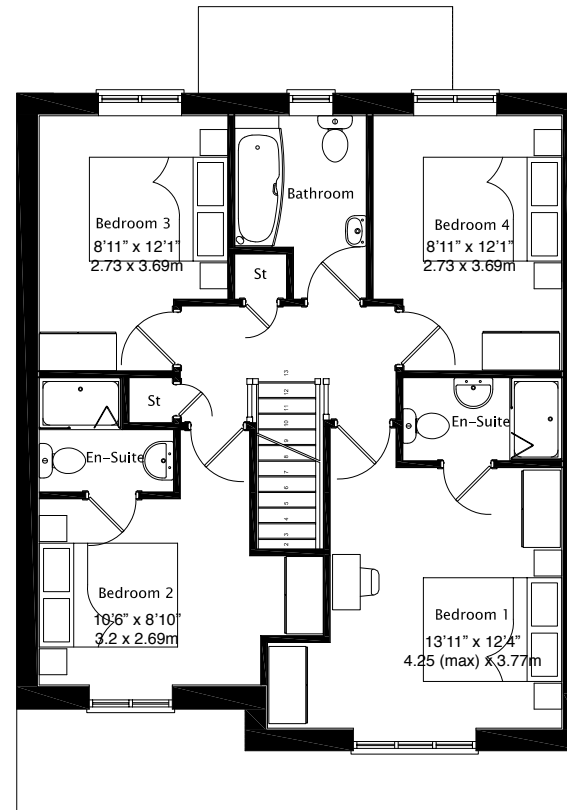 Bathroom
Bedroom 3
8'11" x 12'1"
2.73 x 3.69m
Bedroom 4
8'11" x 12'1"
2.73 x 3.69m
St
St
En-Suite
En-Suite
13
12
11
10
9
8
7
6
5
4
3
2
Bedroom 2
10'6" x 8'10"
3.2 x 2.69m
Bedroom 1
13'11" x 12'4"
4.25 (max) x 3.77m